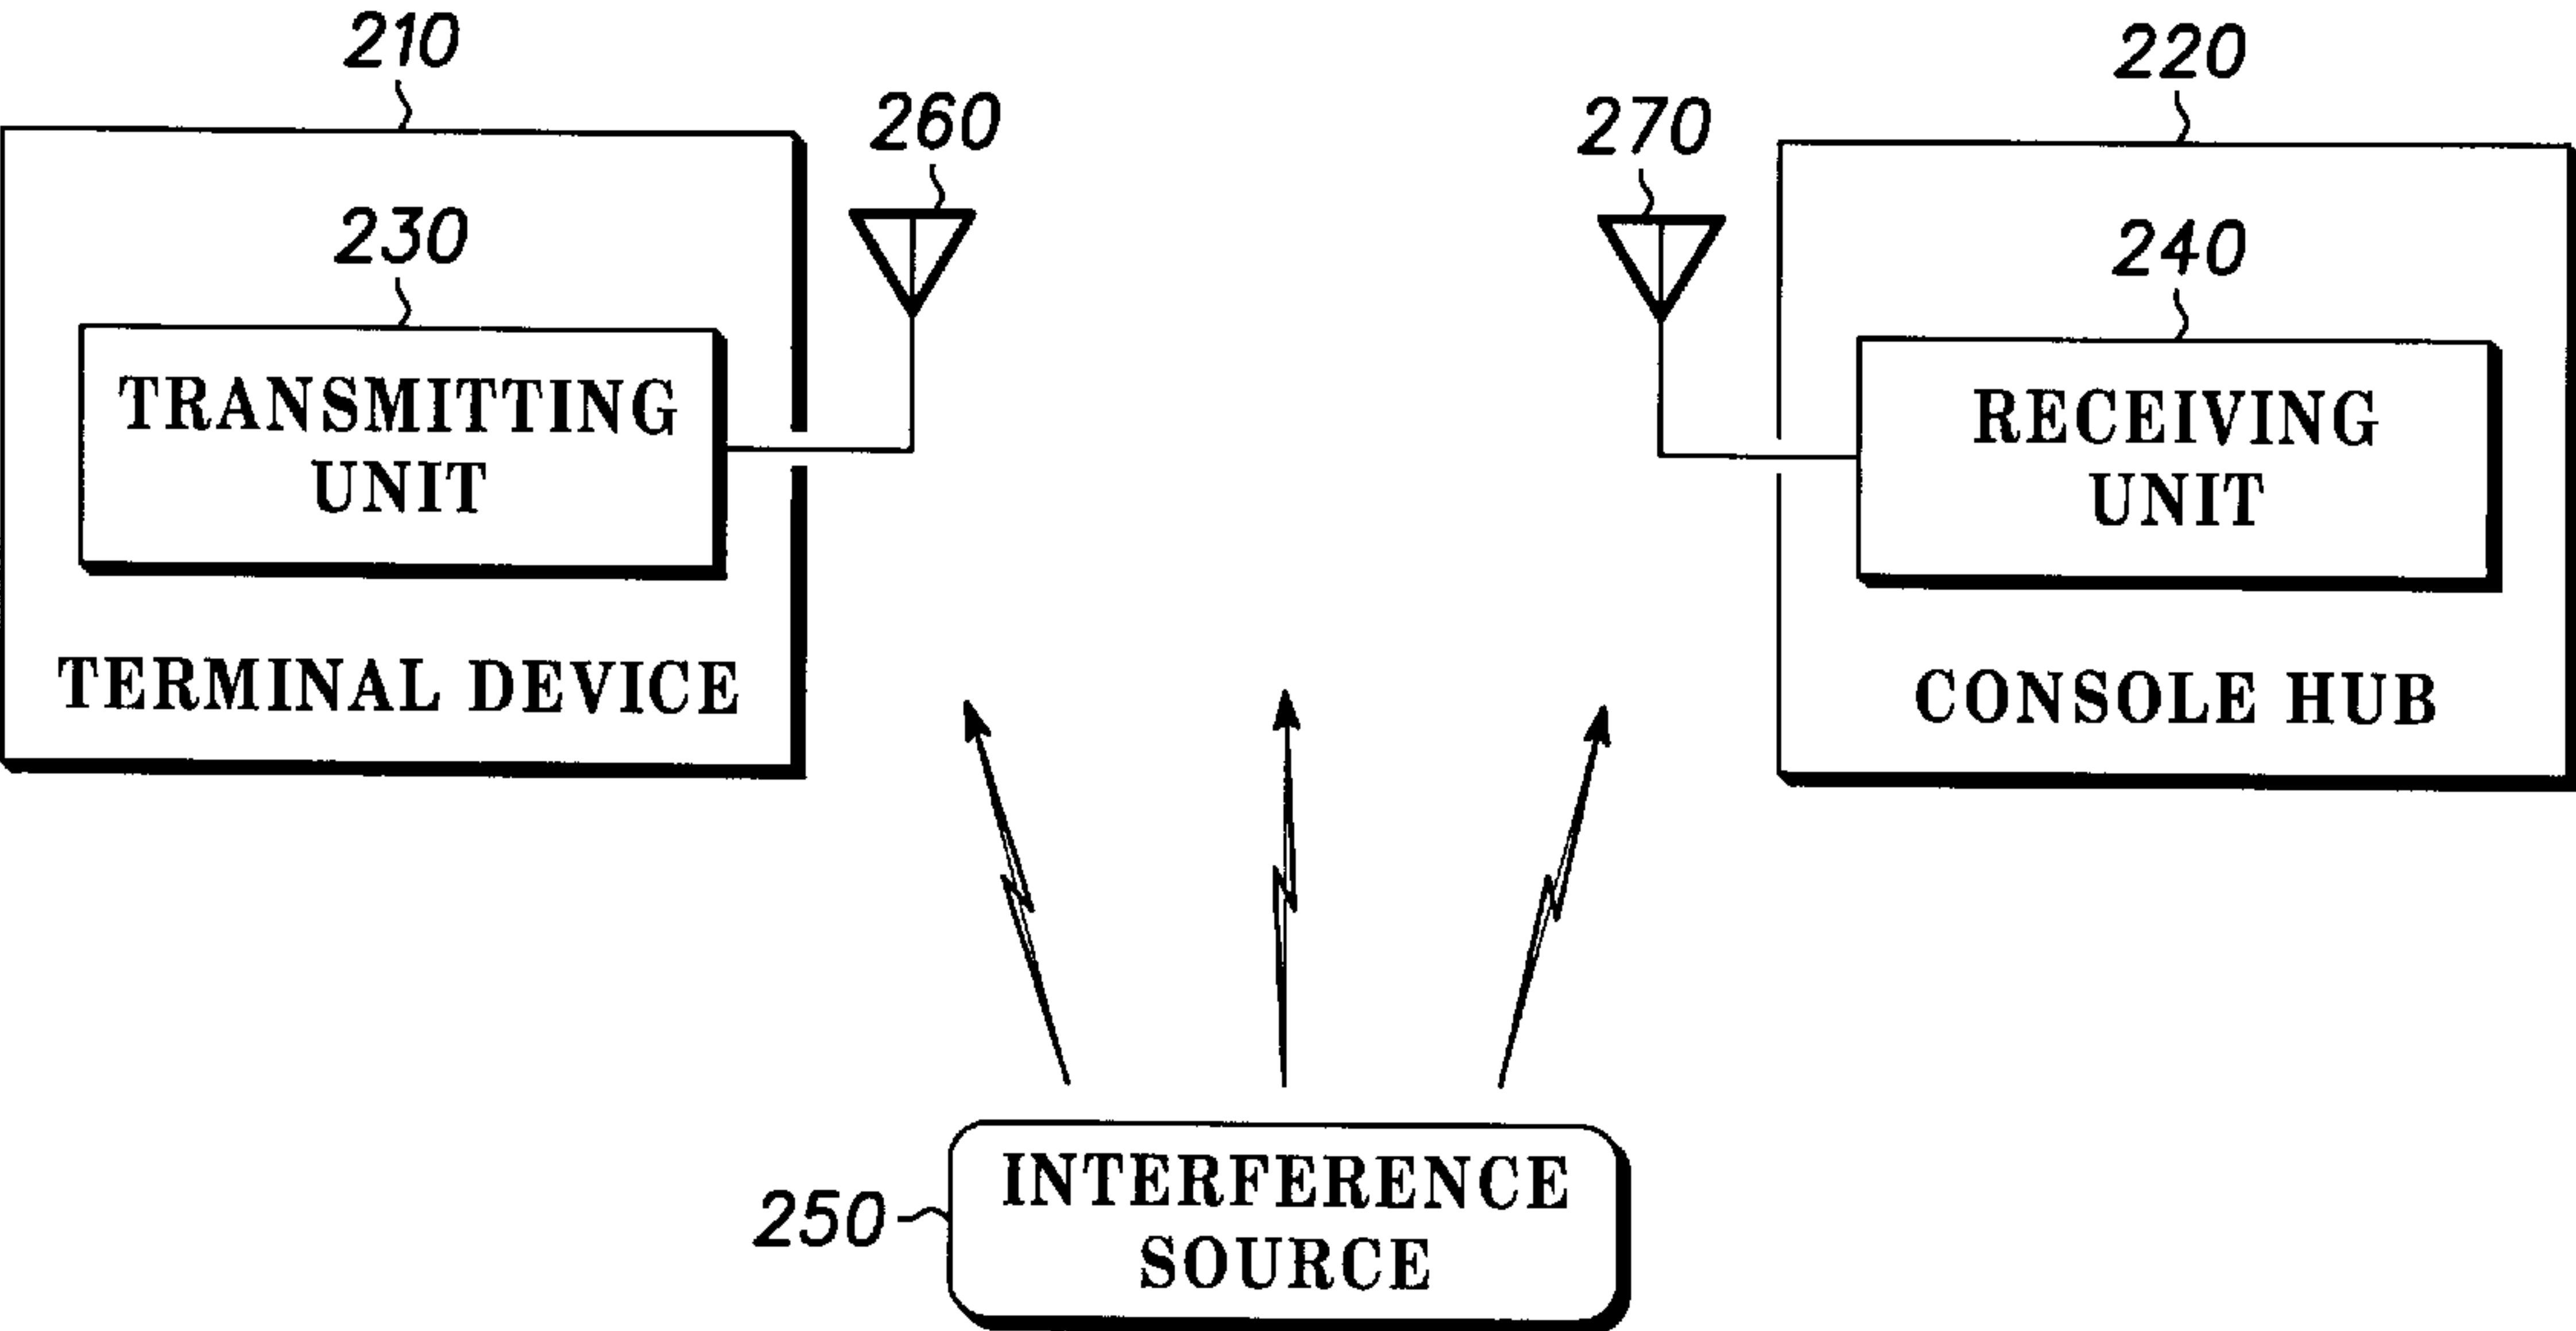 210
220
260
270
230
240
TRANSMITTING
UNIT
RECEIVING
UNIT
TERMINAL DEVICE
CONSOLE HUB
250
INTERFERENCE
SOURCE